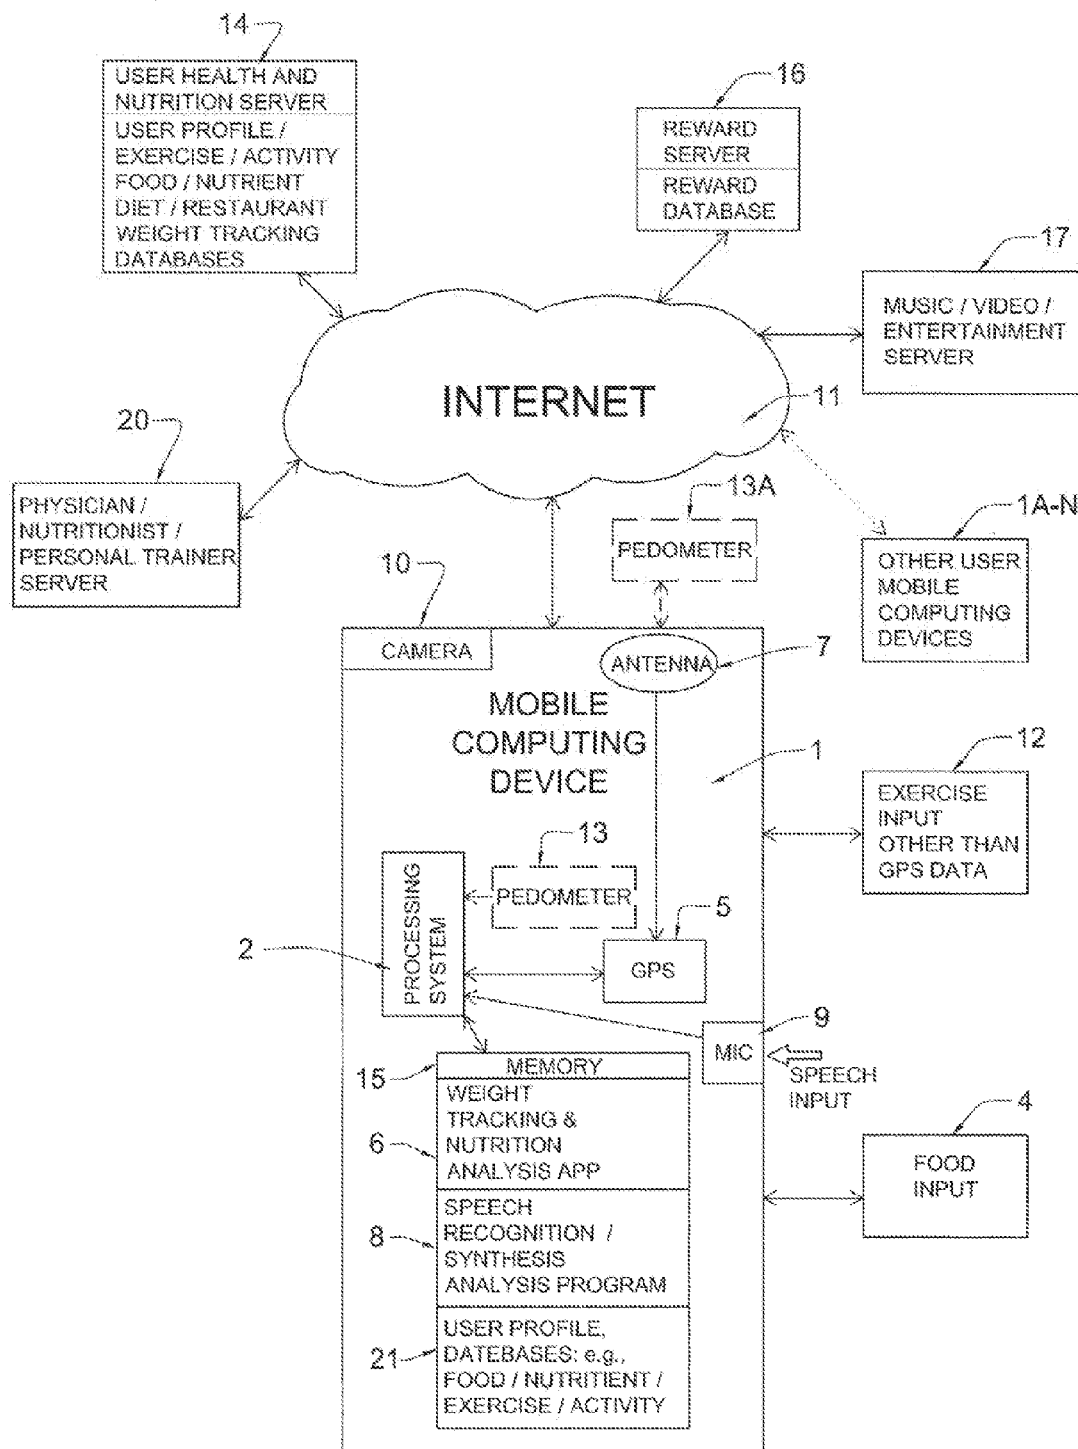 14
USER HEALTH AND
NUTRITION SERVER
USER PROFILE /
EXERCISE / ACTIVITY
FOOD / NUTRIENT
DIET / RESTAURANT
WEIGHT TRACKING
DATABASES
16
REWARD
SERVER
REWARD
DATABASE
17
MUSIC / VIDEO /
ENTERTAINMENT
SERVER
INTERNET
11
20
PHYSICIAN /
NUTRITIONIST /
PERSONAL TRAINER
SERVER
13A
PEDOMETER
1A-N
OTHER USER
MOBILE
COMPUTING
DEVICES
10
CAMERA
ANTENNA
7
MOBILE
COMPUTING
DEVICE
1
12
EXERCISE
INPUT
OTHER THAN
GPS DATA
13
PEDOMETER
2
PROCESSING
SYSTEM
5
GPS
9
MIC
SPEECH
INPUT
15
MEMORY
6
WEIGHT
TRACKING &
NUTRITION
ANALYSIS APP
4
FOOD
INPUT
8
SPEECH
RECOGNITION /
SYNTHESIS
ANALYSIS PROGRAM
21
USER PROFILE,
DATEBASES: e.g.,
FOOD / NUTRITIENT /
EXERCISE / ACTIVITY